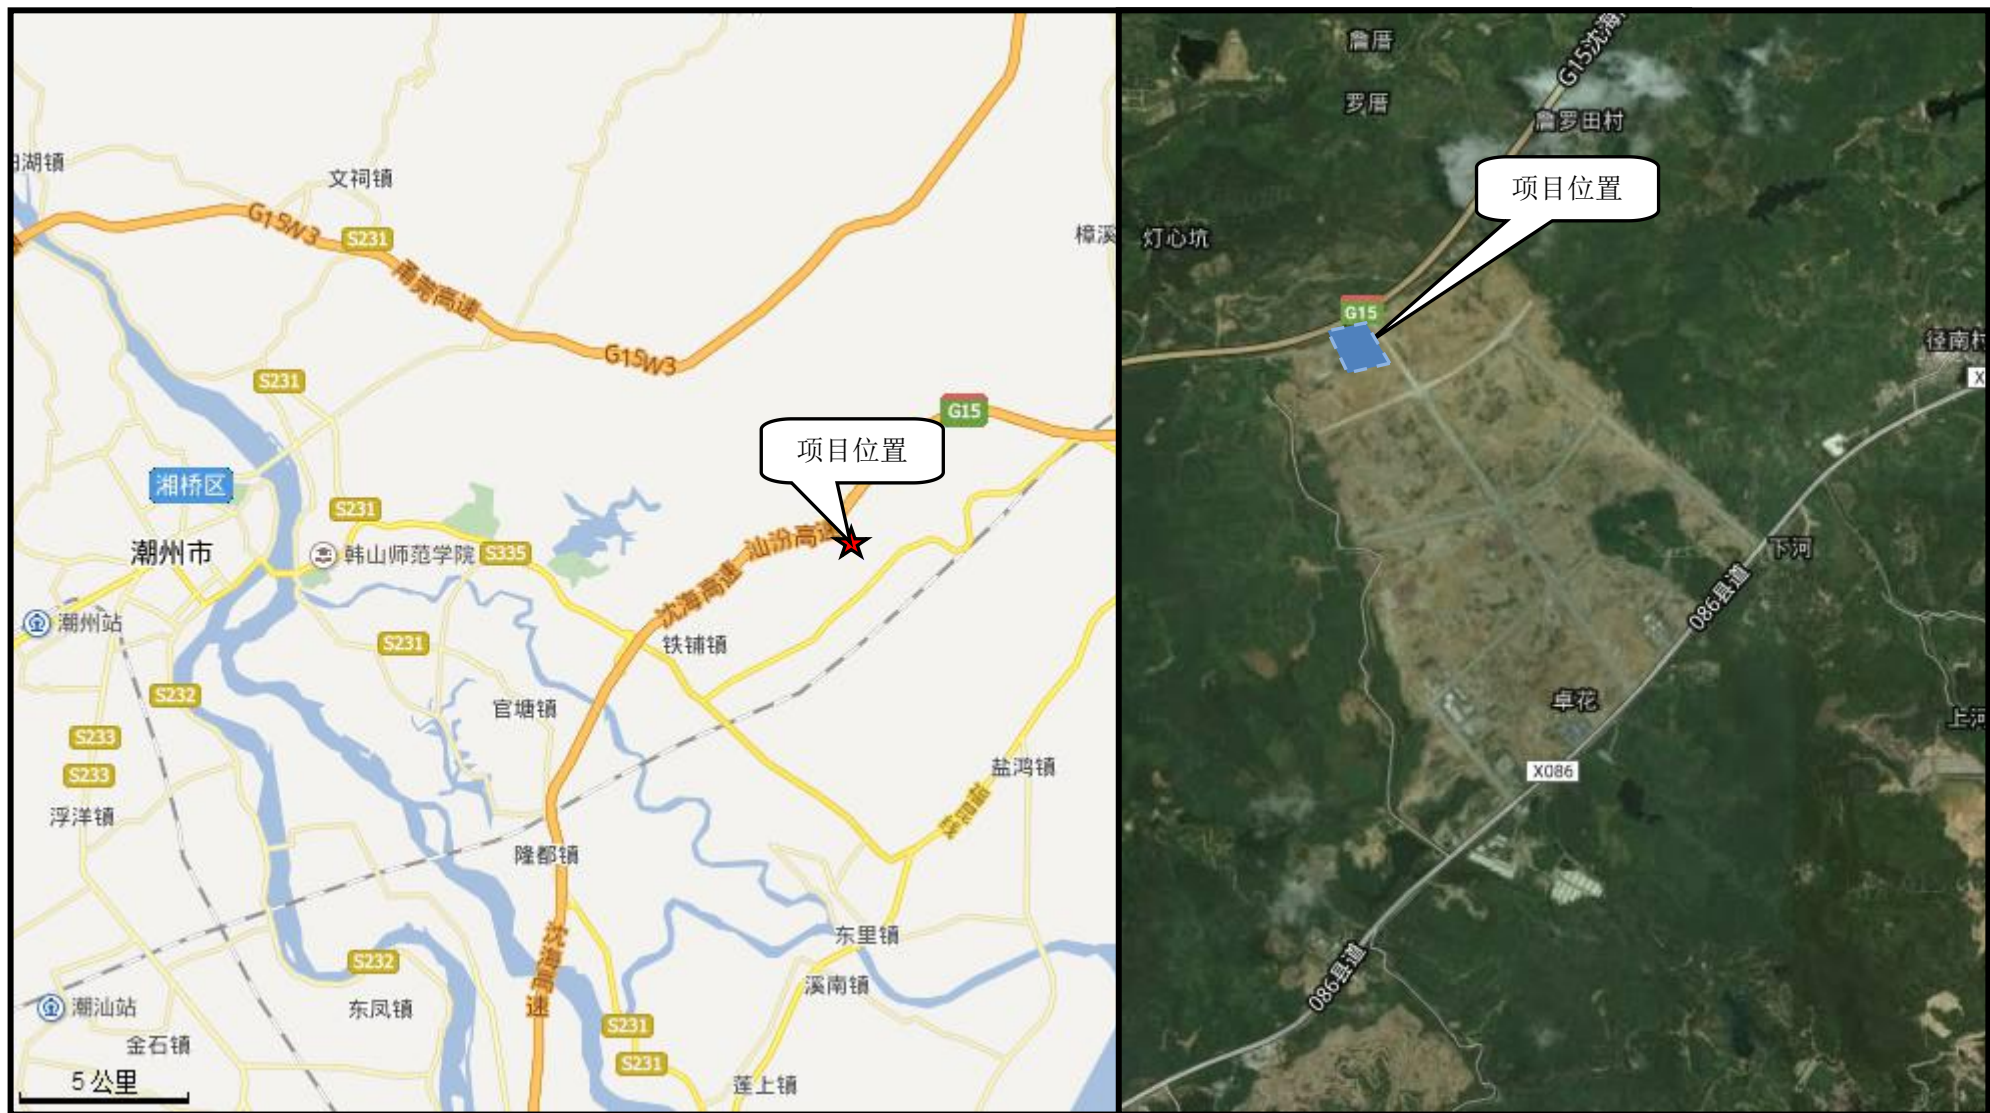 文祠镇
G15W3
S231
甬莞高速
G15W3
樟溪
S231
G15
项目位置
湘桥区
S231
潮州市
韩山师范学院
S335
汕汾高速
沈海高速
潮州站
S231
铁铺镇
S232
官塘镇
S233
S233
盐鸿镇
浮洋镇
隆都镇
沈海高速
东里镇
S232
溪南镇
潮汕站
东凤镇
S231
金石镇
S231
5 公里
莲上镇
詹厝
G15沈海
罗厝
詹罗田村
项目位置
灯心坑
G15
径南村
X
下河
086县道
卓花
上河
X086
086县道